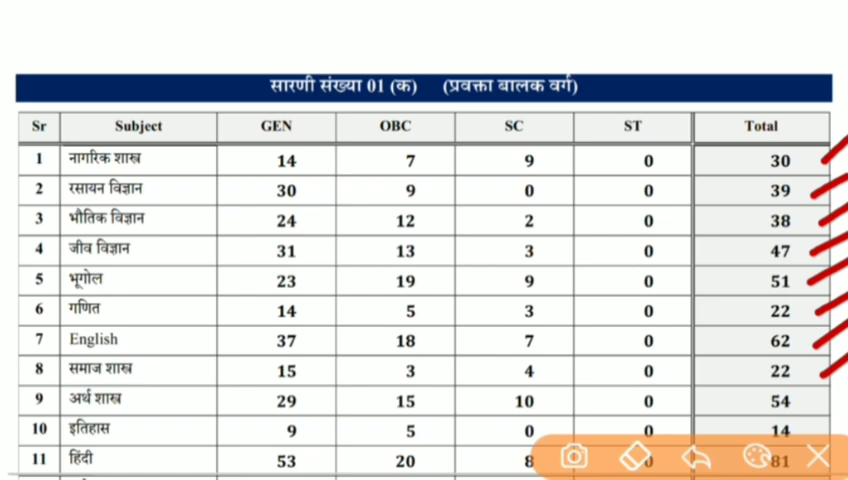 सारणी संख्या 01 (क) (प्रवक्ता बालक वर्ग)
Sr Subject GEN OBC SC ST Total
1 नागरिक शास्त्र 14 7 9 0 30
2 रसायन विज्ञान 30 9 0 0 39
3 भौतिक विज्ञान 24 12 2 0 38
4 जीव विज्ञान 31 13 3 0 47
5 भूगोल 23 19 9 0 51
6 गणित 14 5 3 0 22
7 English 37 18 7 0 62
8 समाज शास्त्र 15 3 4 0 22
9 अर्थ शास्त्र 29 15 10 0 54
10 इतिहास 9 5 0 0 14
11 हिंदी 53 20 8 0 81